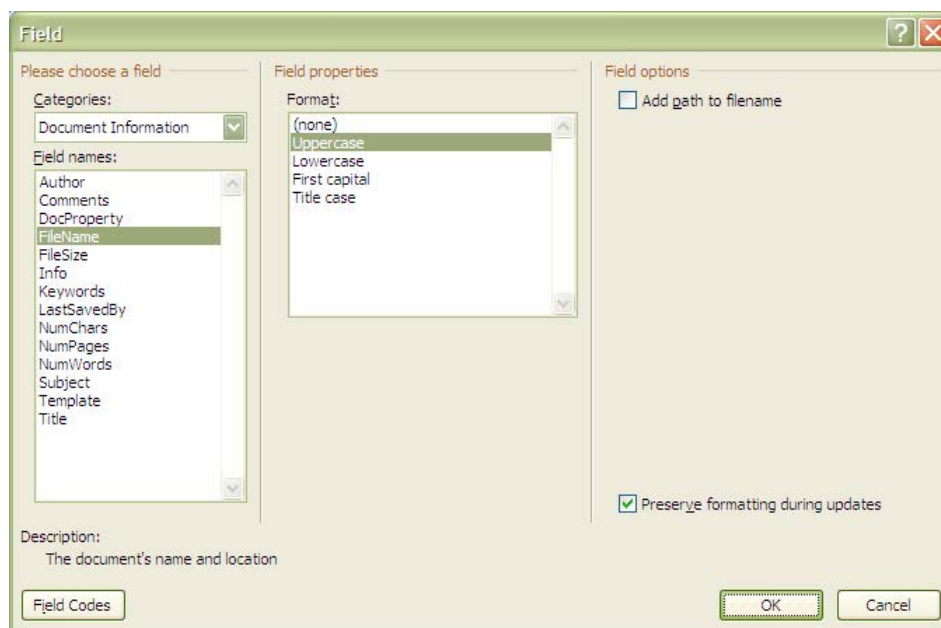 Field
Please choose a field
Categories:
Document Information
Field names:
Author
Comments
DocProperty
FileName
FileSize
Info
Keywords
LastSavedBy
NumChars
NumPages
NumWords
Subject
Template
Title
Field properties
Format:
(none)
Uppercase
Lowercase
First capital
Title case
Field options
Add path to filename
Preserve formatting during updates
Description:
The document's name and location
Field Codes
OK
Cancel